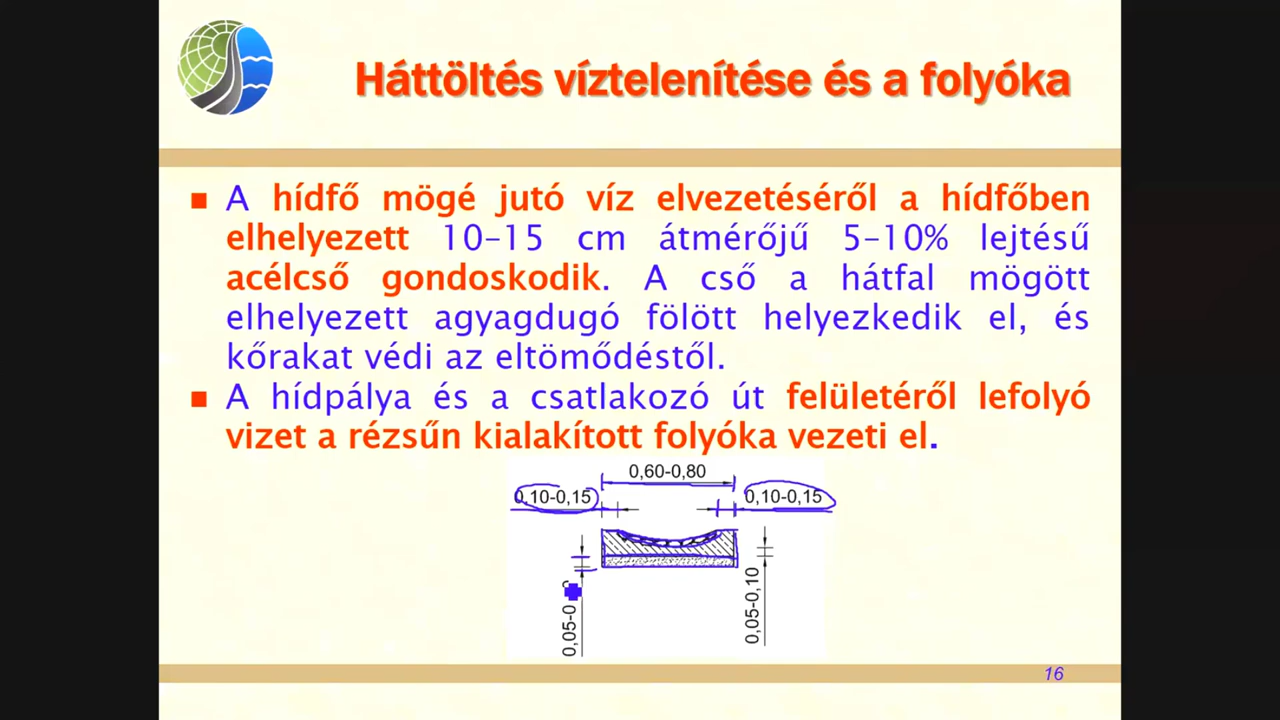 Háttöltés víztelenítése és a folyóka
A hídfő mögé jutó víz elvezetéséről a hídfőben
elhelyezett 10-15 cm átmérőjű 5-10% lejtésű
acélcső gondoskodik. A cső a hátfal mögött
elhelyezett agyagdugó fölött helyezkedik el, és
kőrakat védi az eltömődéstől.
A hídpálya és a csatlakozó út felületéről lefolyó
vizet a rézsűn kialakított folyóka vezeti el.
0,60-0,80
0,10-0,15
0,10-0,15
0,05-0,10
16